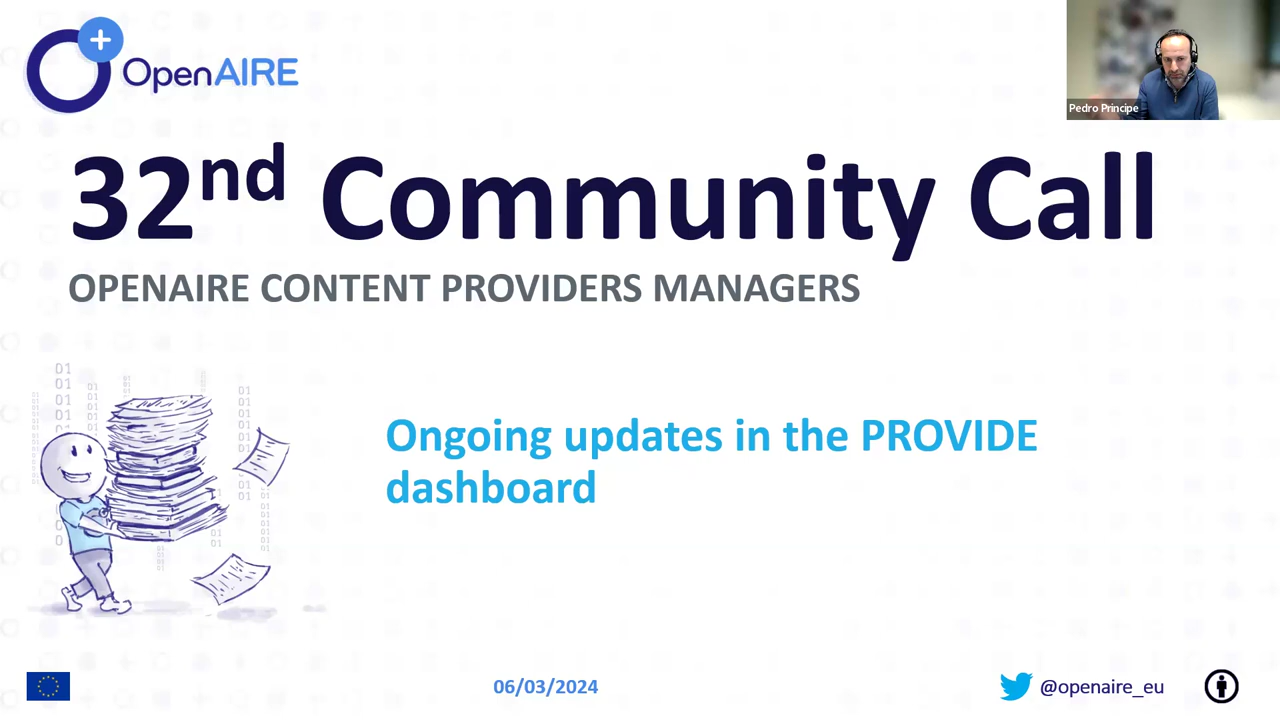 OpenAIRE
Pedro Principe
32nd Community Call
OPENAIRE CONTENT PROVIDERS MANAGERS
Ongoing updates in the PROVIDE
dashboard
06/03/2024
@openaire_eu